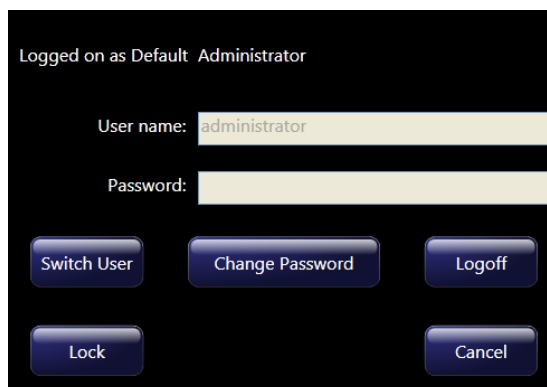 Logged on as Default Administrator
User name: administrator
Password:
Switch User Change Password Logoff
Lock Cancel